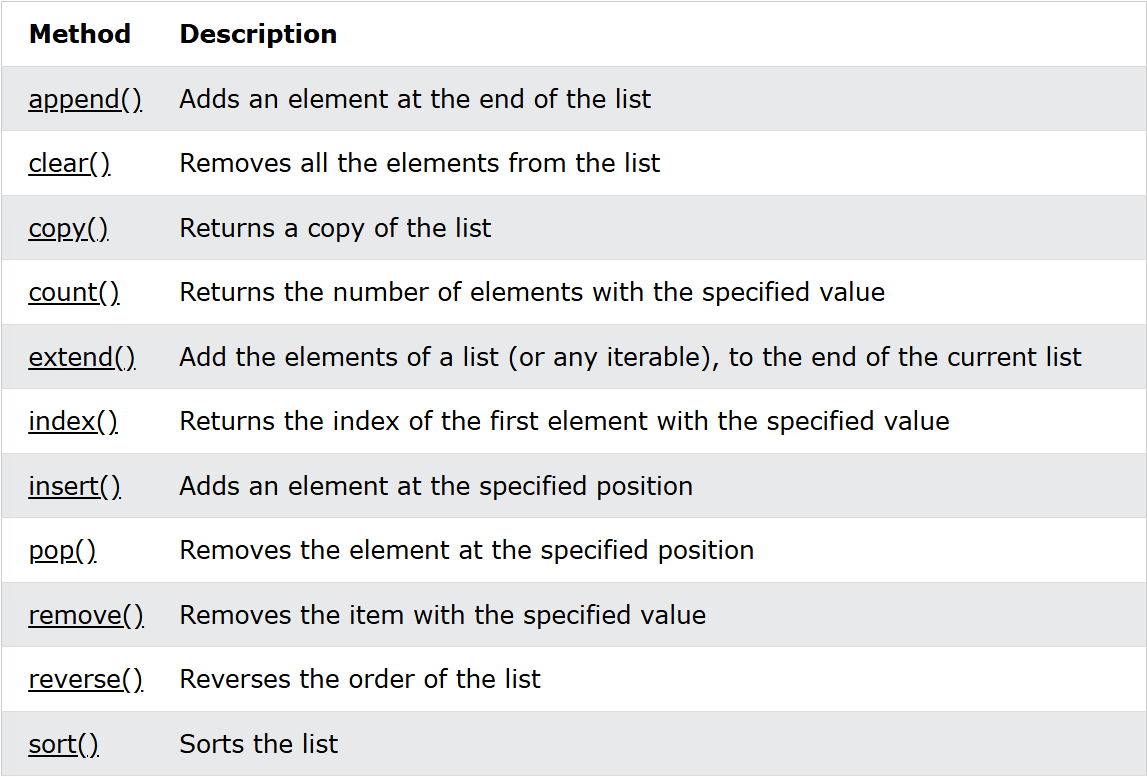 Method Description
append() Adds an element at the end of the list
clear() Removes all the elements from the list
copy() Returns a copy of the list
count() Returns the number of elements with the specified value
extend() Add the elements of a list (or any iterable), to the end of the current list
index() Returns the index of the first element with the specified value
insert() Adds an element at the specified position
pop() Removes the element at the specified position
remove() Removes the item with the specified value
reverse() Reverses the order of the list
sort() Sorts the list